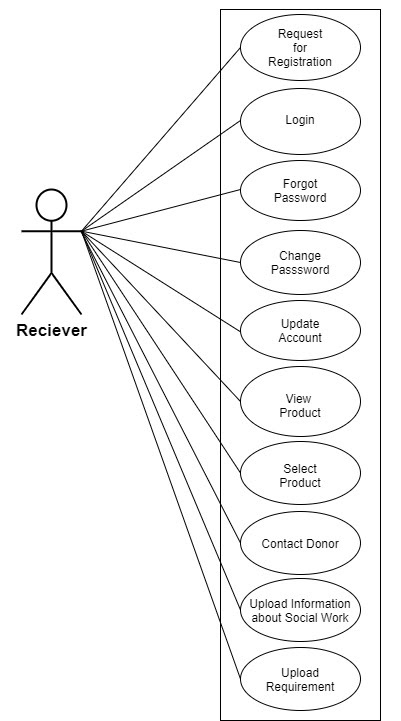 Request
for
Registration
Login
Forgot
Password
Change
Passsword
Update
Account
Reciever
View
Product
Select
Product
Contact Donor
Upload Information
about Social Work
Upload
Requirement